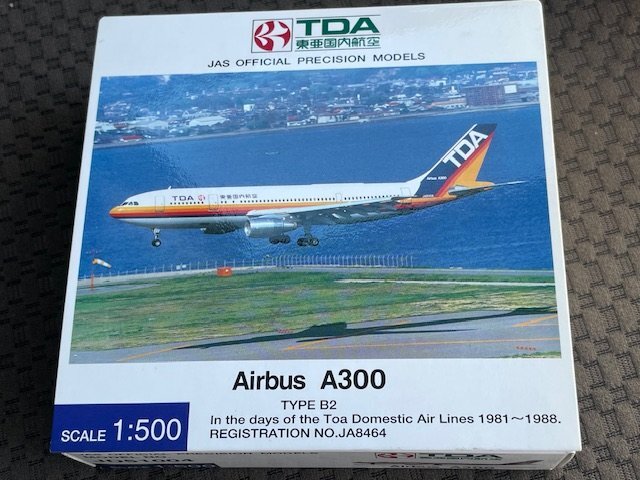 TDA
東亜国内航空
JAS OFFICIAL PRECISION MODELS
TDA
Airbus A300
TDA 東亜国内航空
Airbus A300
TYPE B2
In the days of the Toa Domestic Air Lines 1981~1988.
SCALE 1:500
REGISTRATION NO.JA8464